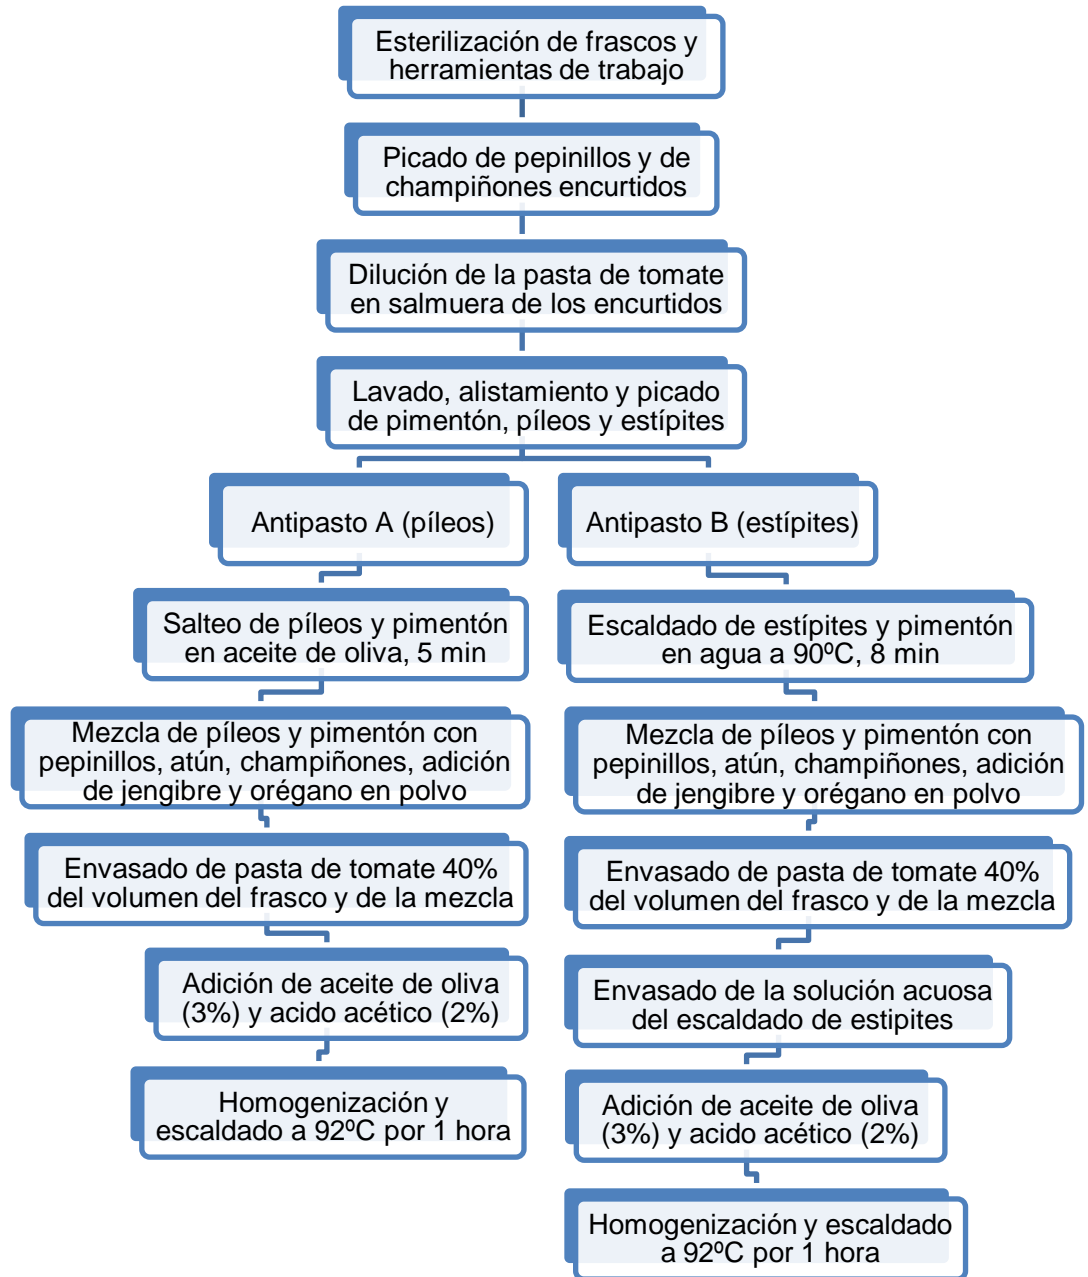 Esterilización de frascos y
herramientas de trabajo
Picado de pepinillos y de
champiñones encurtidos
Dilución de la pasta de tomate
en salmuera de los encurtidos
Lavado, alistamiento y picado
de pimentón, píleos y estípites
Antipasto A (píleos)
Salteo de píleos y pimentón
en aceite de oliva, 5 min
Mezcla de píleos y pimentón con
pepinillos, atún, champiñones, adición
de jengibre y orégano en polvo
Envasado de pasta de tomate 40%
del volumen del frasco y de la mezcla
Adición de aceite de oliva
(3%) y acido acético (2%)
Homogenización y
escaldado a 92ºC por 1 hora
Antipasto B (estípites)
Escaldado de estípites y pimentón
en agua a 90ºC, 8 min
Mezcla de píleos y pimentón con
pepinillos, atún, champiñones, adición
de jengibre y orégano en polvo
Envasado de pasta de tomate 40%
del volumen del frasco y de la mezcla
Envasado de la solución acuosa
del escaldado de estipites
Adición de aceite de oliva
(3%) y acido acético (2%)
Homogenización y escaldado
a 92ºC por 1 hora